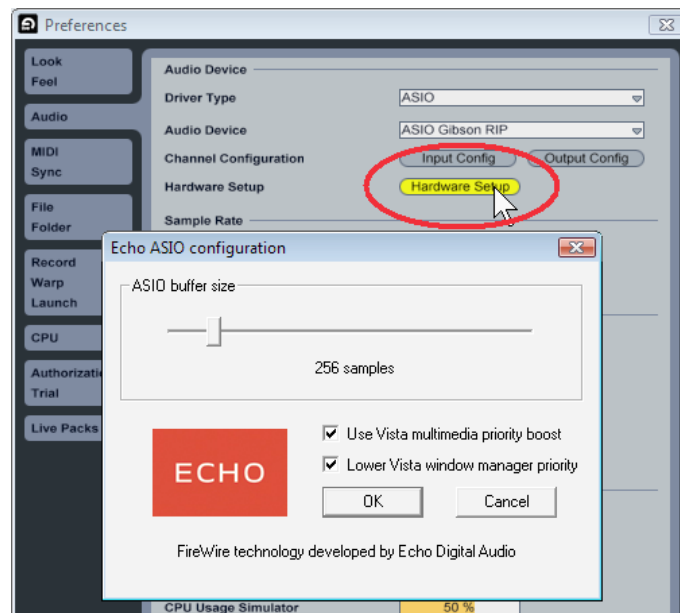 Preferences
Look
Feel
Audio
MIDI
Sync
File
Folder
Record
Warp
Launch
CPU
Trial
Live Packs
Audio Device
Driver Type ASIO
Audio Device ASIO Gibson RIP
Channel Configuration Input Config Output Config
Hardware Setup Hardware Setup
Sample Rate
Echo ASIO configuration
ASIO buffer size
256 samples
ECHO
Use Vista multimedia priority boost
Lower Vista window manager priority
OK Cancel
FireWire technology developed by Echo Digital Audio
CPU Usage Simulator 50 %